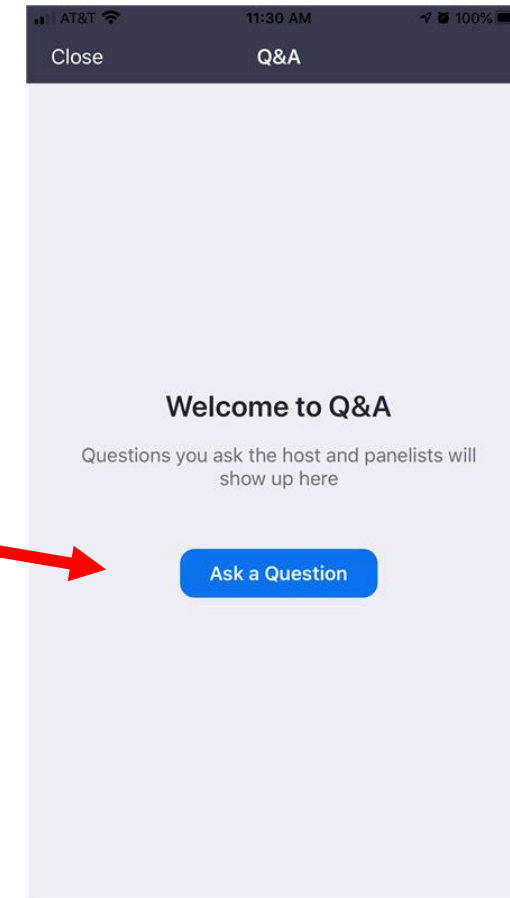 AT&T 11:30 AM 100%
Close Q&A
Welcome to Q&A
Questions you ask the host and panelists will
show up here
Ask a Question